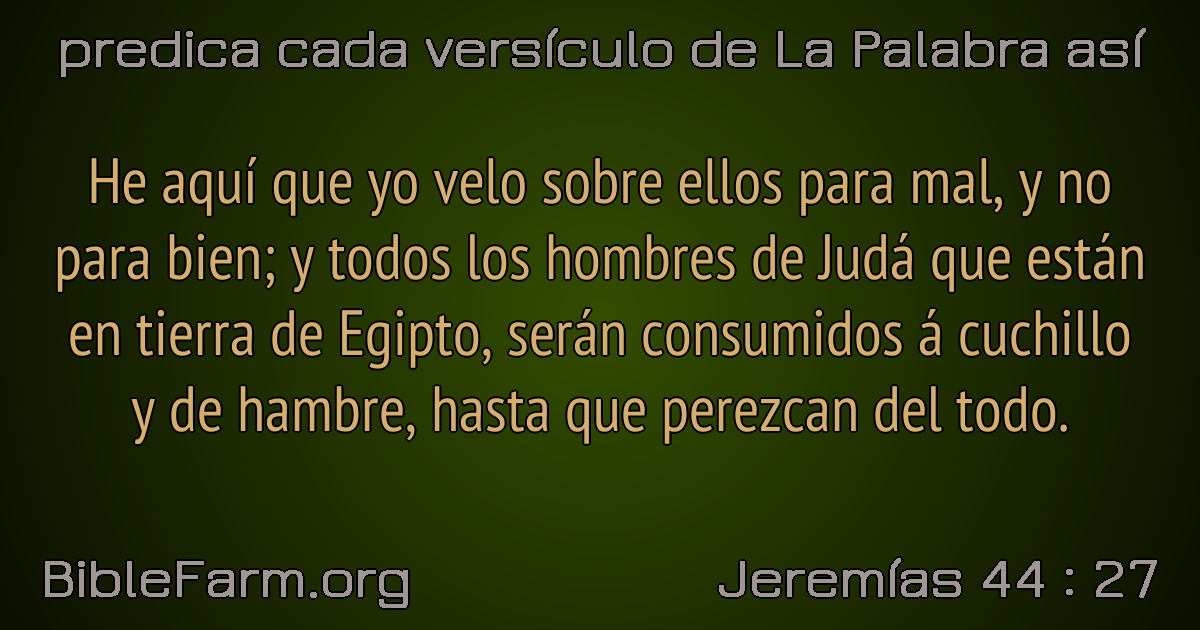 predica cada versículo de La Palabra así
He aquí que yo velo sobre ellos para mal, y no
para bien; y todos los hombres de Judá que están
en tierra de Egipto, serán consumidos á cuchillo
y de hambre, hasta que perezcan del todo.
BibleFarm.org
Jeremías 44 : 27